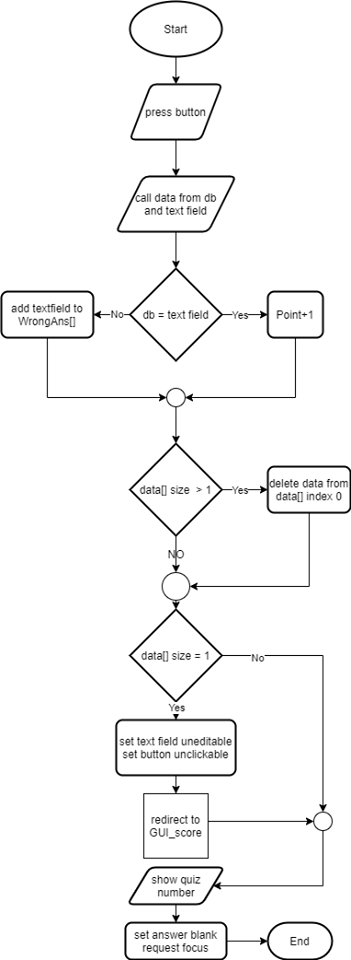 Start
press button
call data from db
and text field
add textfield to
WrongAns[]
No
db = text field
Yes
Point+1
data[] size > 1
Yes
delete data from
data[] index 0
NO
data[] size = 1
No
Yes
set text field uneditable
set button unclickable
redirect to
GUI_score
show quiz
number
set answer blank
request focus
End